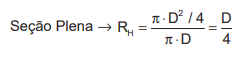 Seção Plena → R_H = (π · D² / 4) / (π · D) = D / 4